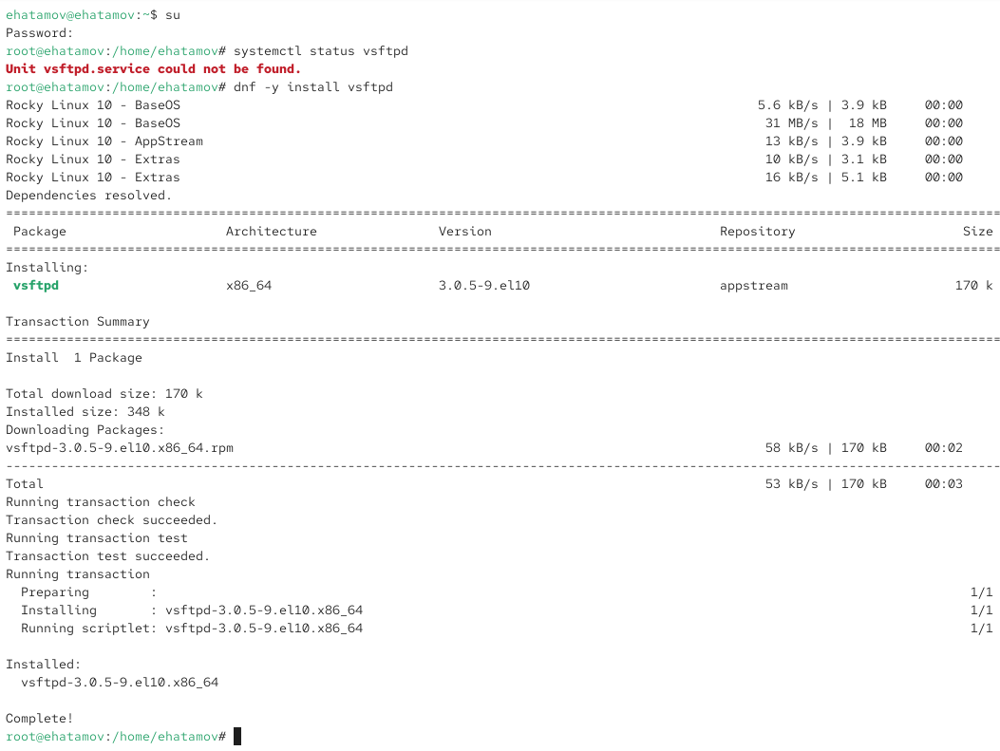 ehatamov@ehatamov:~$ su
Password:
root@ehatamov:/home/ehatamov# systemctl status vsftpd
Unit vsftpd.service could not be found.
root@ehatamov:/home/ehatamov# dnf -y install vsftpd
Rocky Linux 10 - BaseOS 5.6 kB/s | 3.9 kB 00:00
Rocky Linux 10 - BaseOS 31 MB/s | 18 MB 00:00
Rocky Linux 10 - AppStream 13 kB/s | 3.9 kB 00:00
Rocky Linux 10 - Extras 10 kB/s | 3.1 kB 00:00
Rocky Linux 10 - Extras 16 kB/s | 5.1 kB 00:00
Dependencies resolved.
===================================================================================================================================
Package Architecture Version Repository Size
===================================================================================================================================
Installing:
vsftpd x86_64 3.0.5-9.el10 appstream 170 k
Transaction Summary
===================================================================================================================================
Install  1 Package
Total download size: 170 k
Installed size: 348 k
Downloading Packages:
vsftpd-3.0.5-9.el10.x86_64.rpm 58 kB/s | 170 kB 00:02
-----------------------------------------------------------------------------------------------------------------------------------
Total 53 kB/s | 170 kB 00:03
Running transaction check
Transaction check succeeded.
Running transaction test
Transaction test succeeded.
Running transaction
Preparing : 1/1
Installing : vsftpd-3.0.5-9.el10.x86_64 1/1
Running scriptlet: vsftpd-3.0.5-9.el10.x86_64 1/1
Installed:
vsftpd-3.0.5-9.el10.x86_64
Complete!
root@ehatamov:/home/ehatamov#